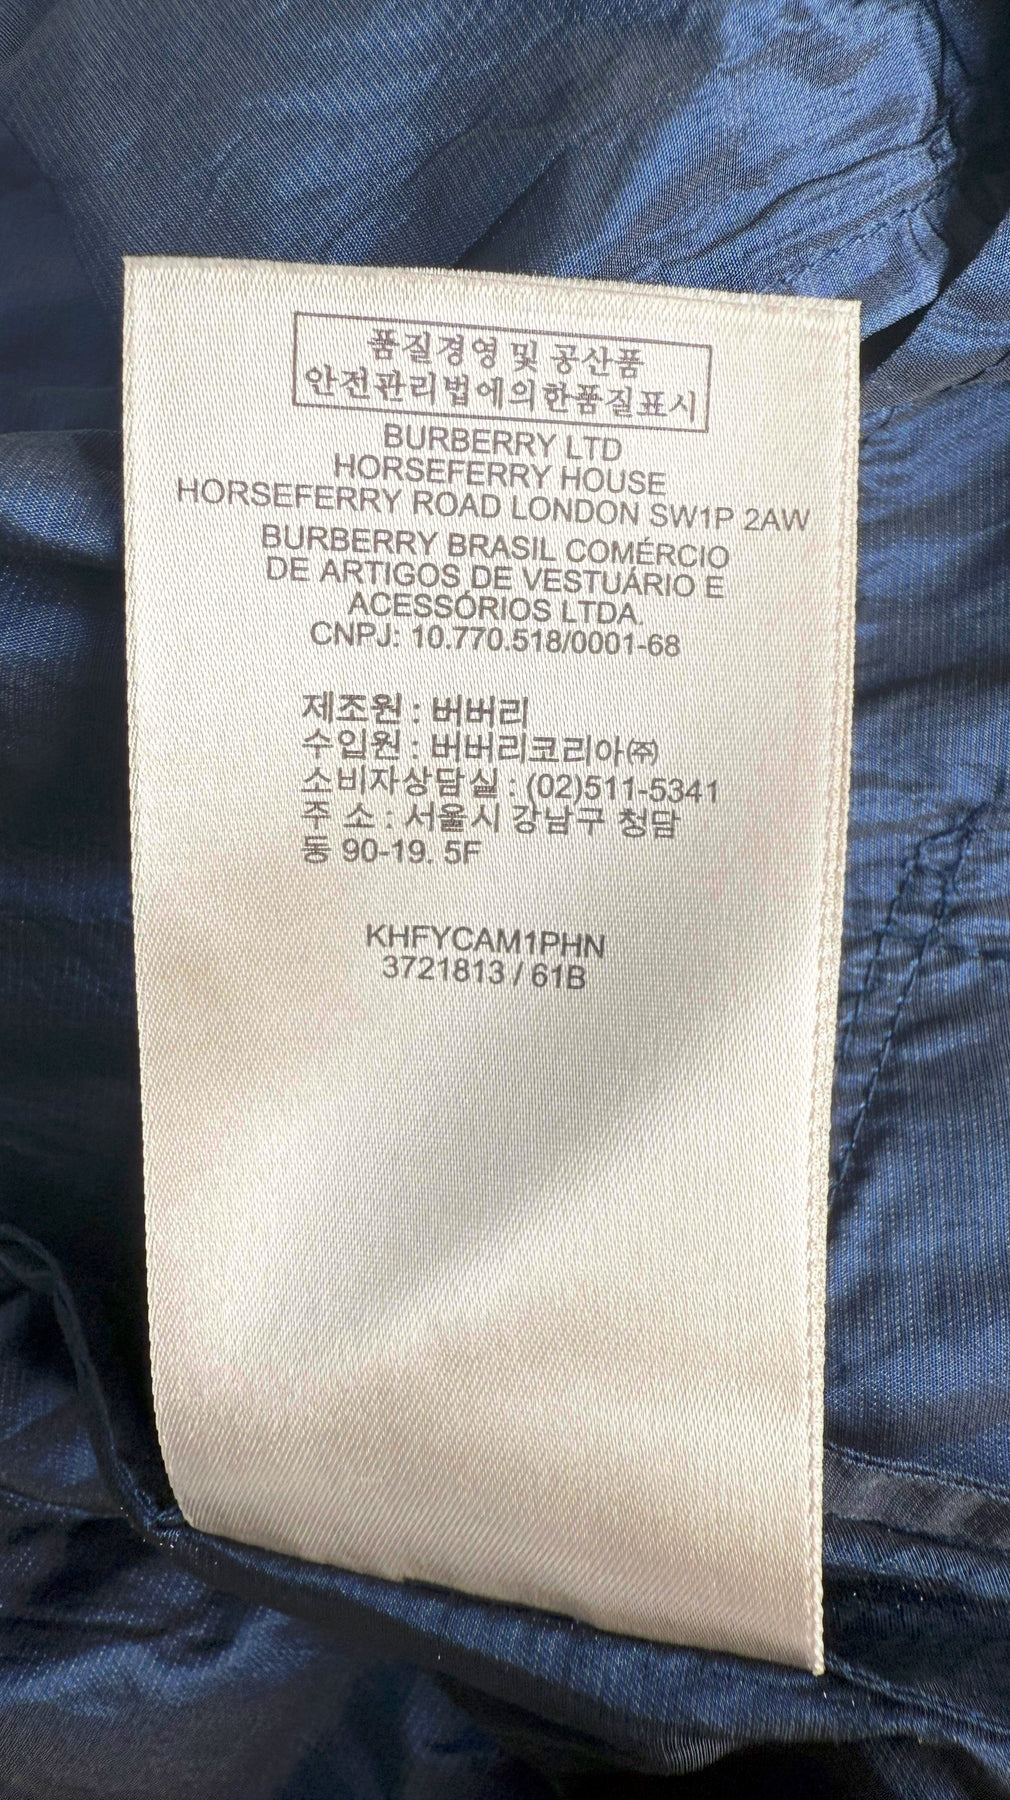 품질경영 및 공산품
안전관리법에의한품질표시
BURBERRY LTD
HORSEFERRY HOUSE
HORSEFERRY ROAD LONDON SW1P 2AW
BURBERRY BRASIL COMÉRCIO
DE ARTIGOS DE VESTUÁRIO E
ACESSÓRIOS LTDA.
CNPJ: 10.770.518/0001-68
제조원 : 버버리
수입원 : 버버리코리아㈜
소비자상담실 : (02)511-5341
주 소 : 서울시 강남구 청담
동 90-19. 5F
KHFYCAM1PHN
3721813 / 61B